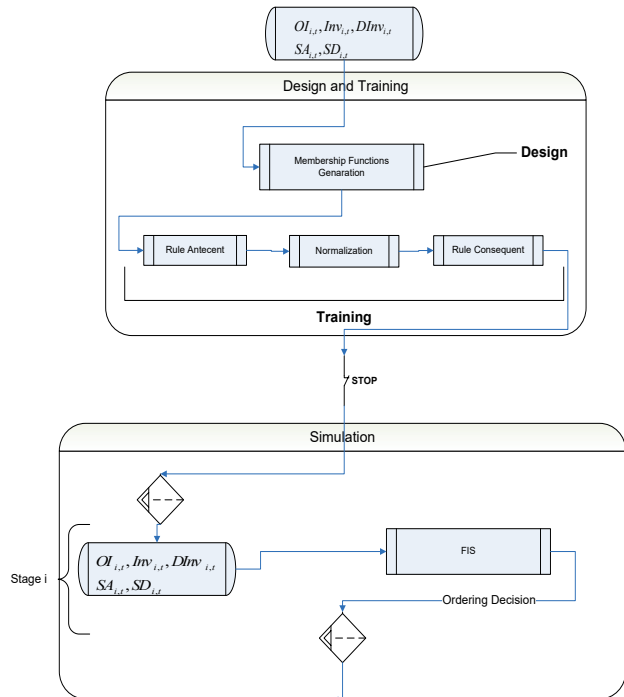 OI_{i,t}, Inv_{i,t}, DInv_{i,t}
SA_{i,t}, SD_{i,t}
Design and Training
Membership Functions
Genaration
Design
Rule Antecent
Normalization
Rule Consequent
Training
STOP
Simulation
OI_{i,t}, Inv_{i,t}, DInv_{i,t}
SA_{i,t}, SD_{i,t}
FIS
Stage i
Ordering Decision